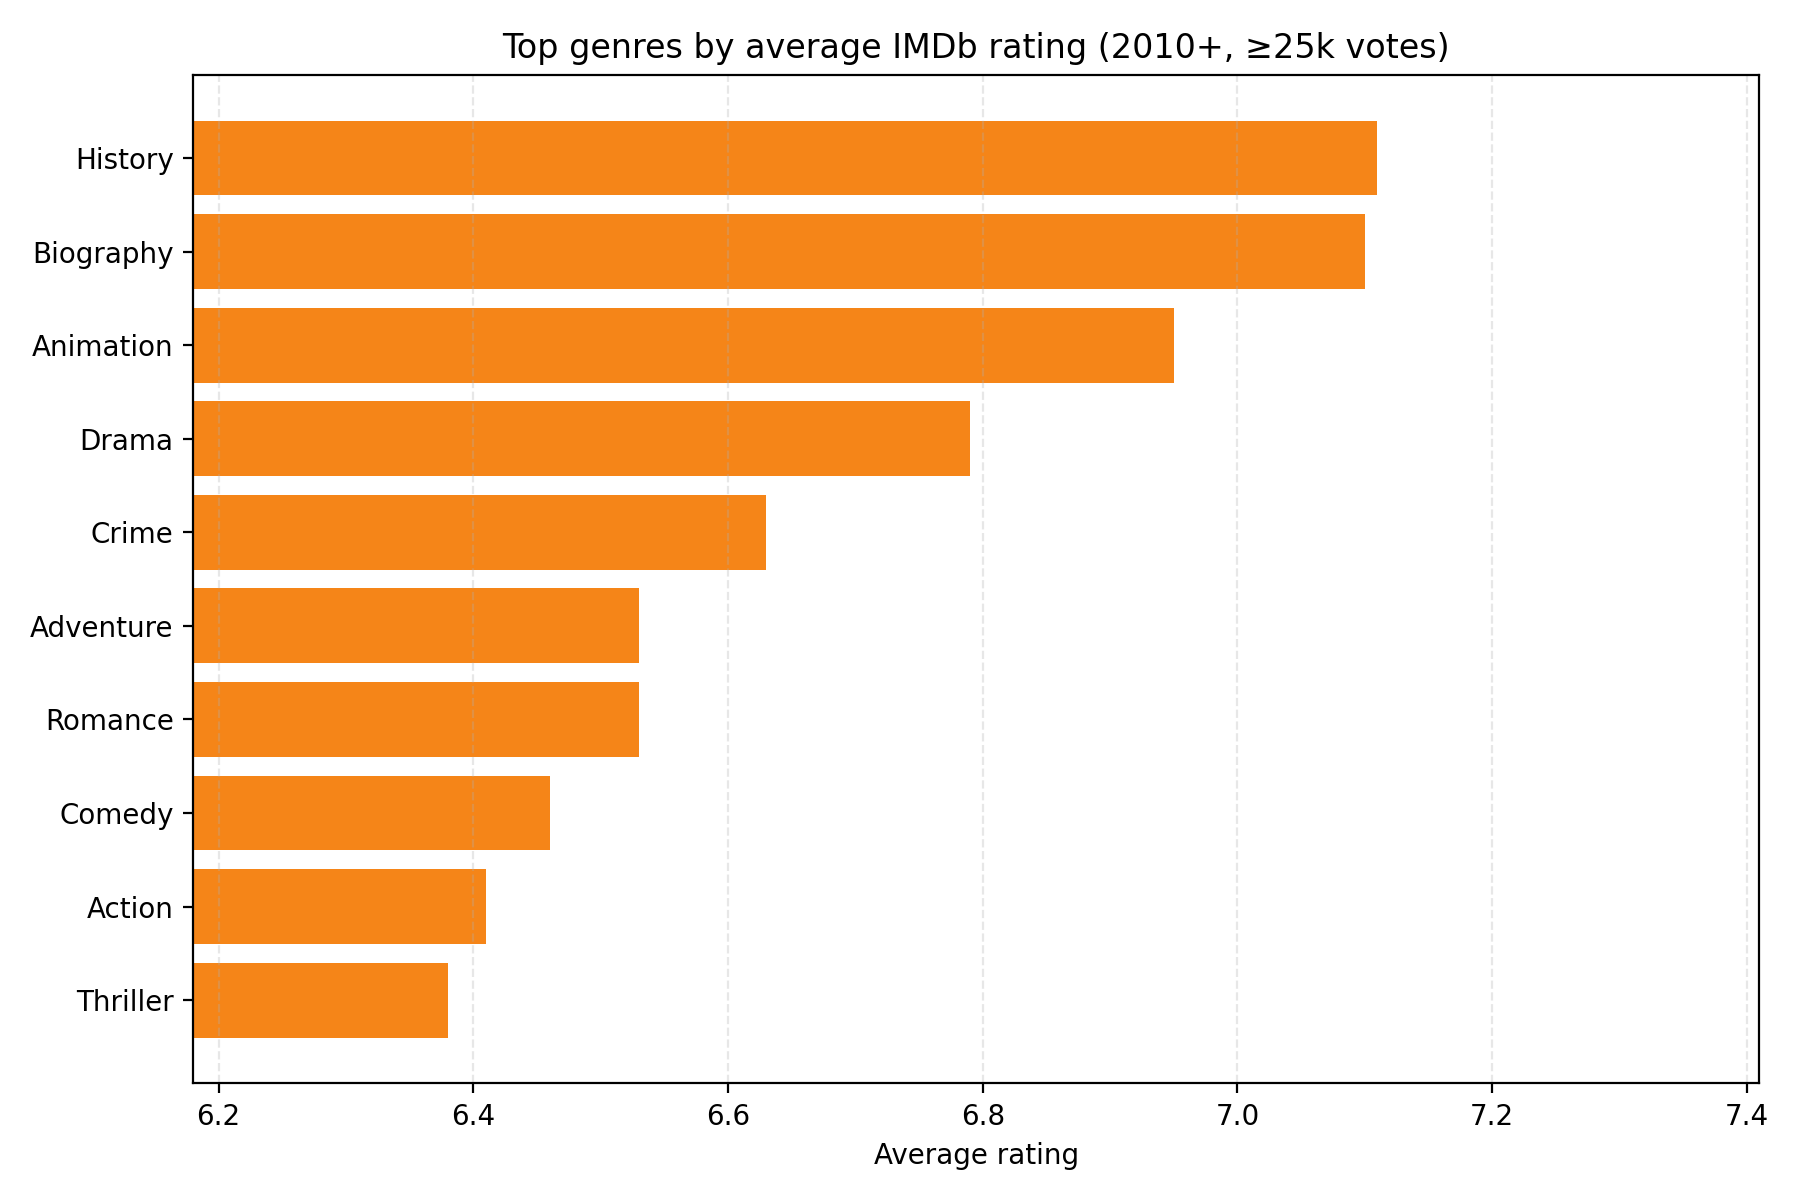 Top genres by average IMDb rating (2010+, ≥25k votes)
History
Biography
Animation
Drama
Crime
Adventure
Romance
Comedy
Action
Thriller
6.2 6.4 6.6 6.8 7.0 7.2 7.4
Average rating